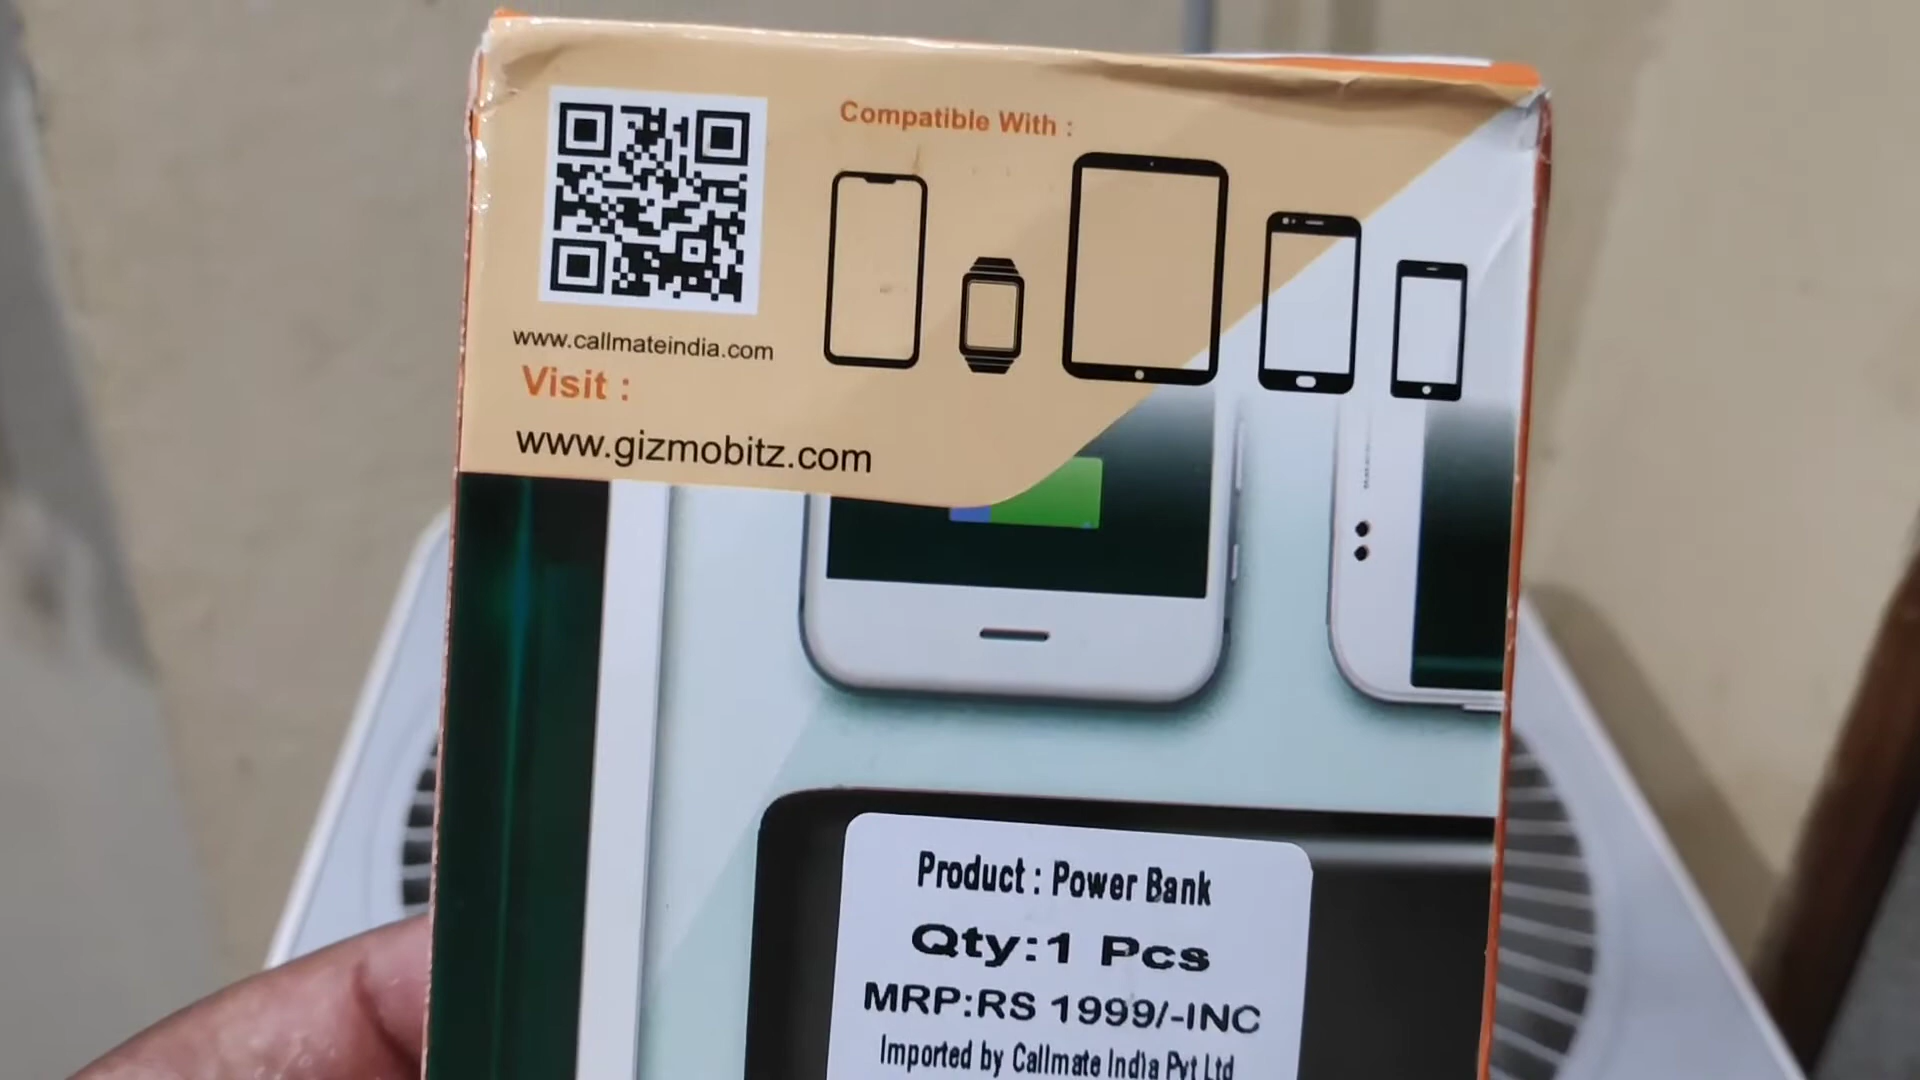 Compatible With :
www.callmateindia.com
Visit :
www.gizmobitz.com
Product : Power Bank
Qty:1 Pcs
MRP:RS 1999/-INC
Imported by Callmate India Pvt Ltd